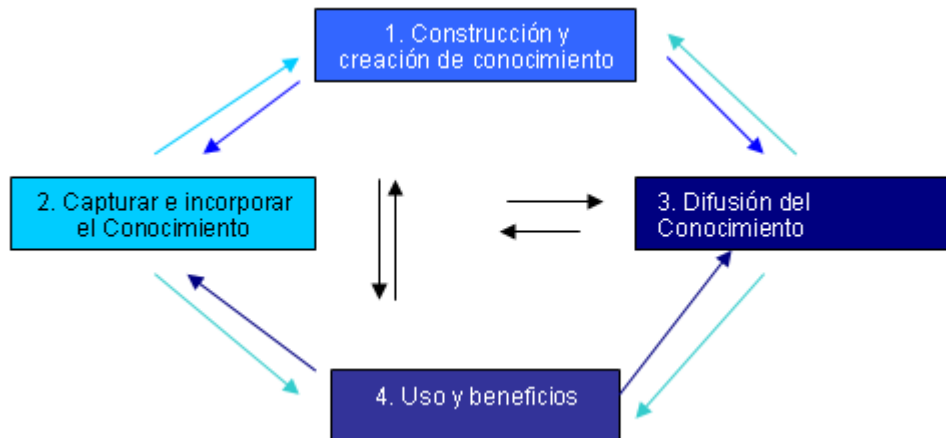 1. Construcción y
creación de conocimiento
2. Capturar e incorporar
el Conocimiento
3. Difusión del
Conocimiento
4. Uso y beneficios